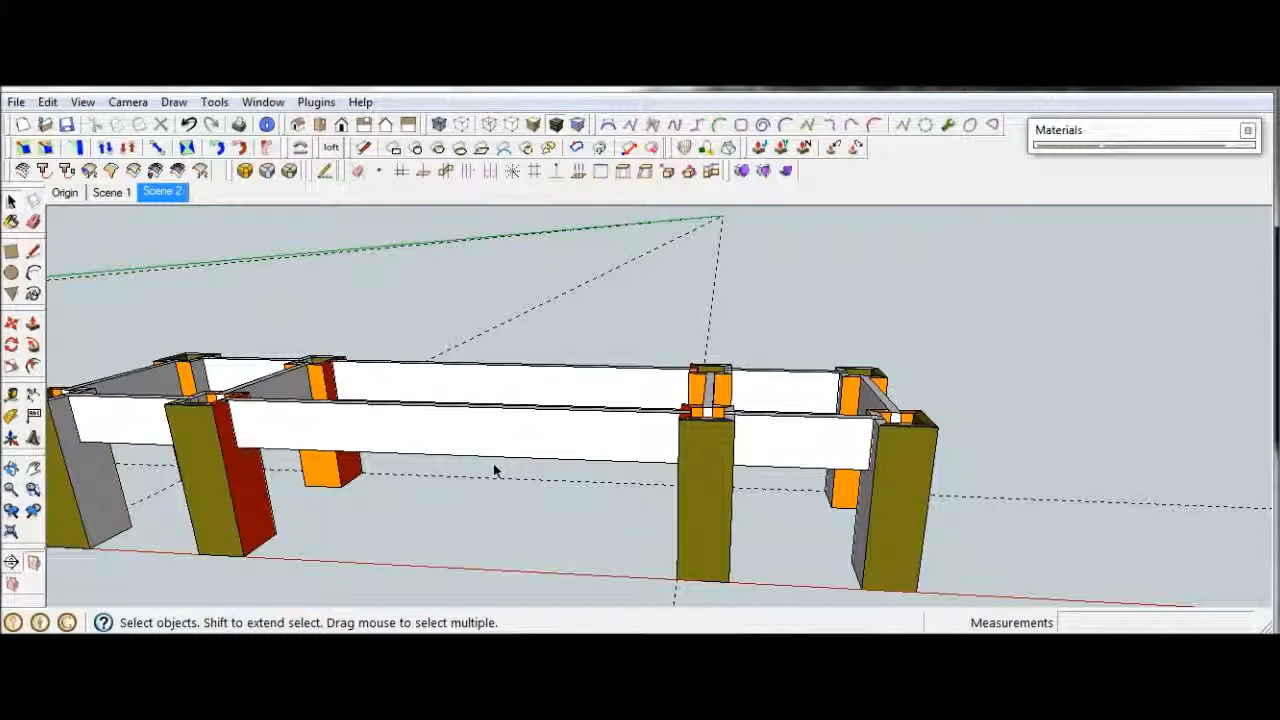 File Edit View Camera Draw Tools Window Plugins Help
Materials
loft
Origin Scene 1 Scene 2
Select objects. Shift to extend select. Drag mouse to select multiple.
Measurements